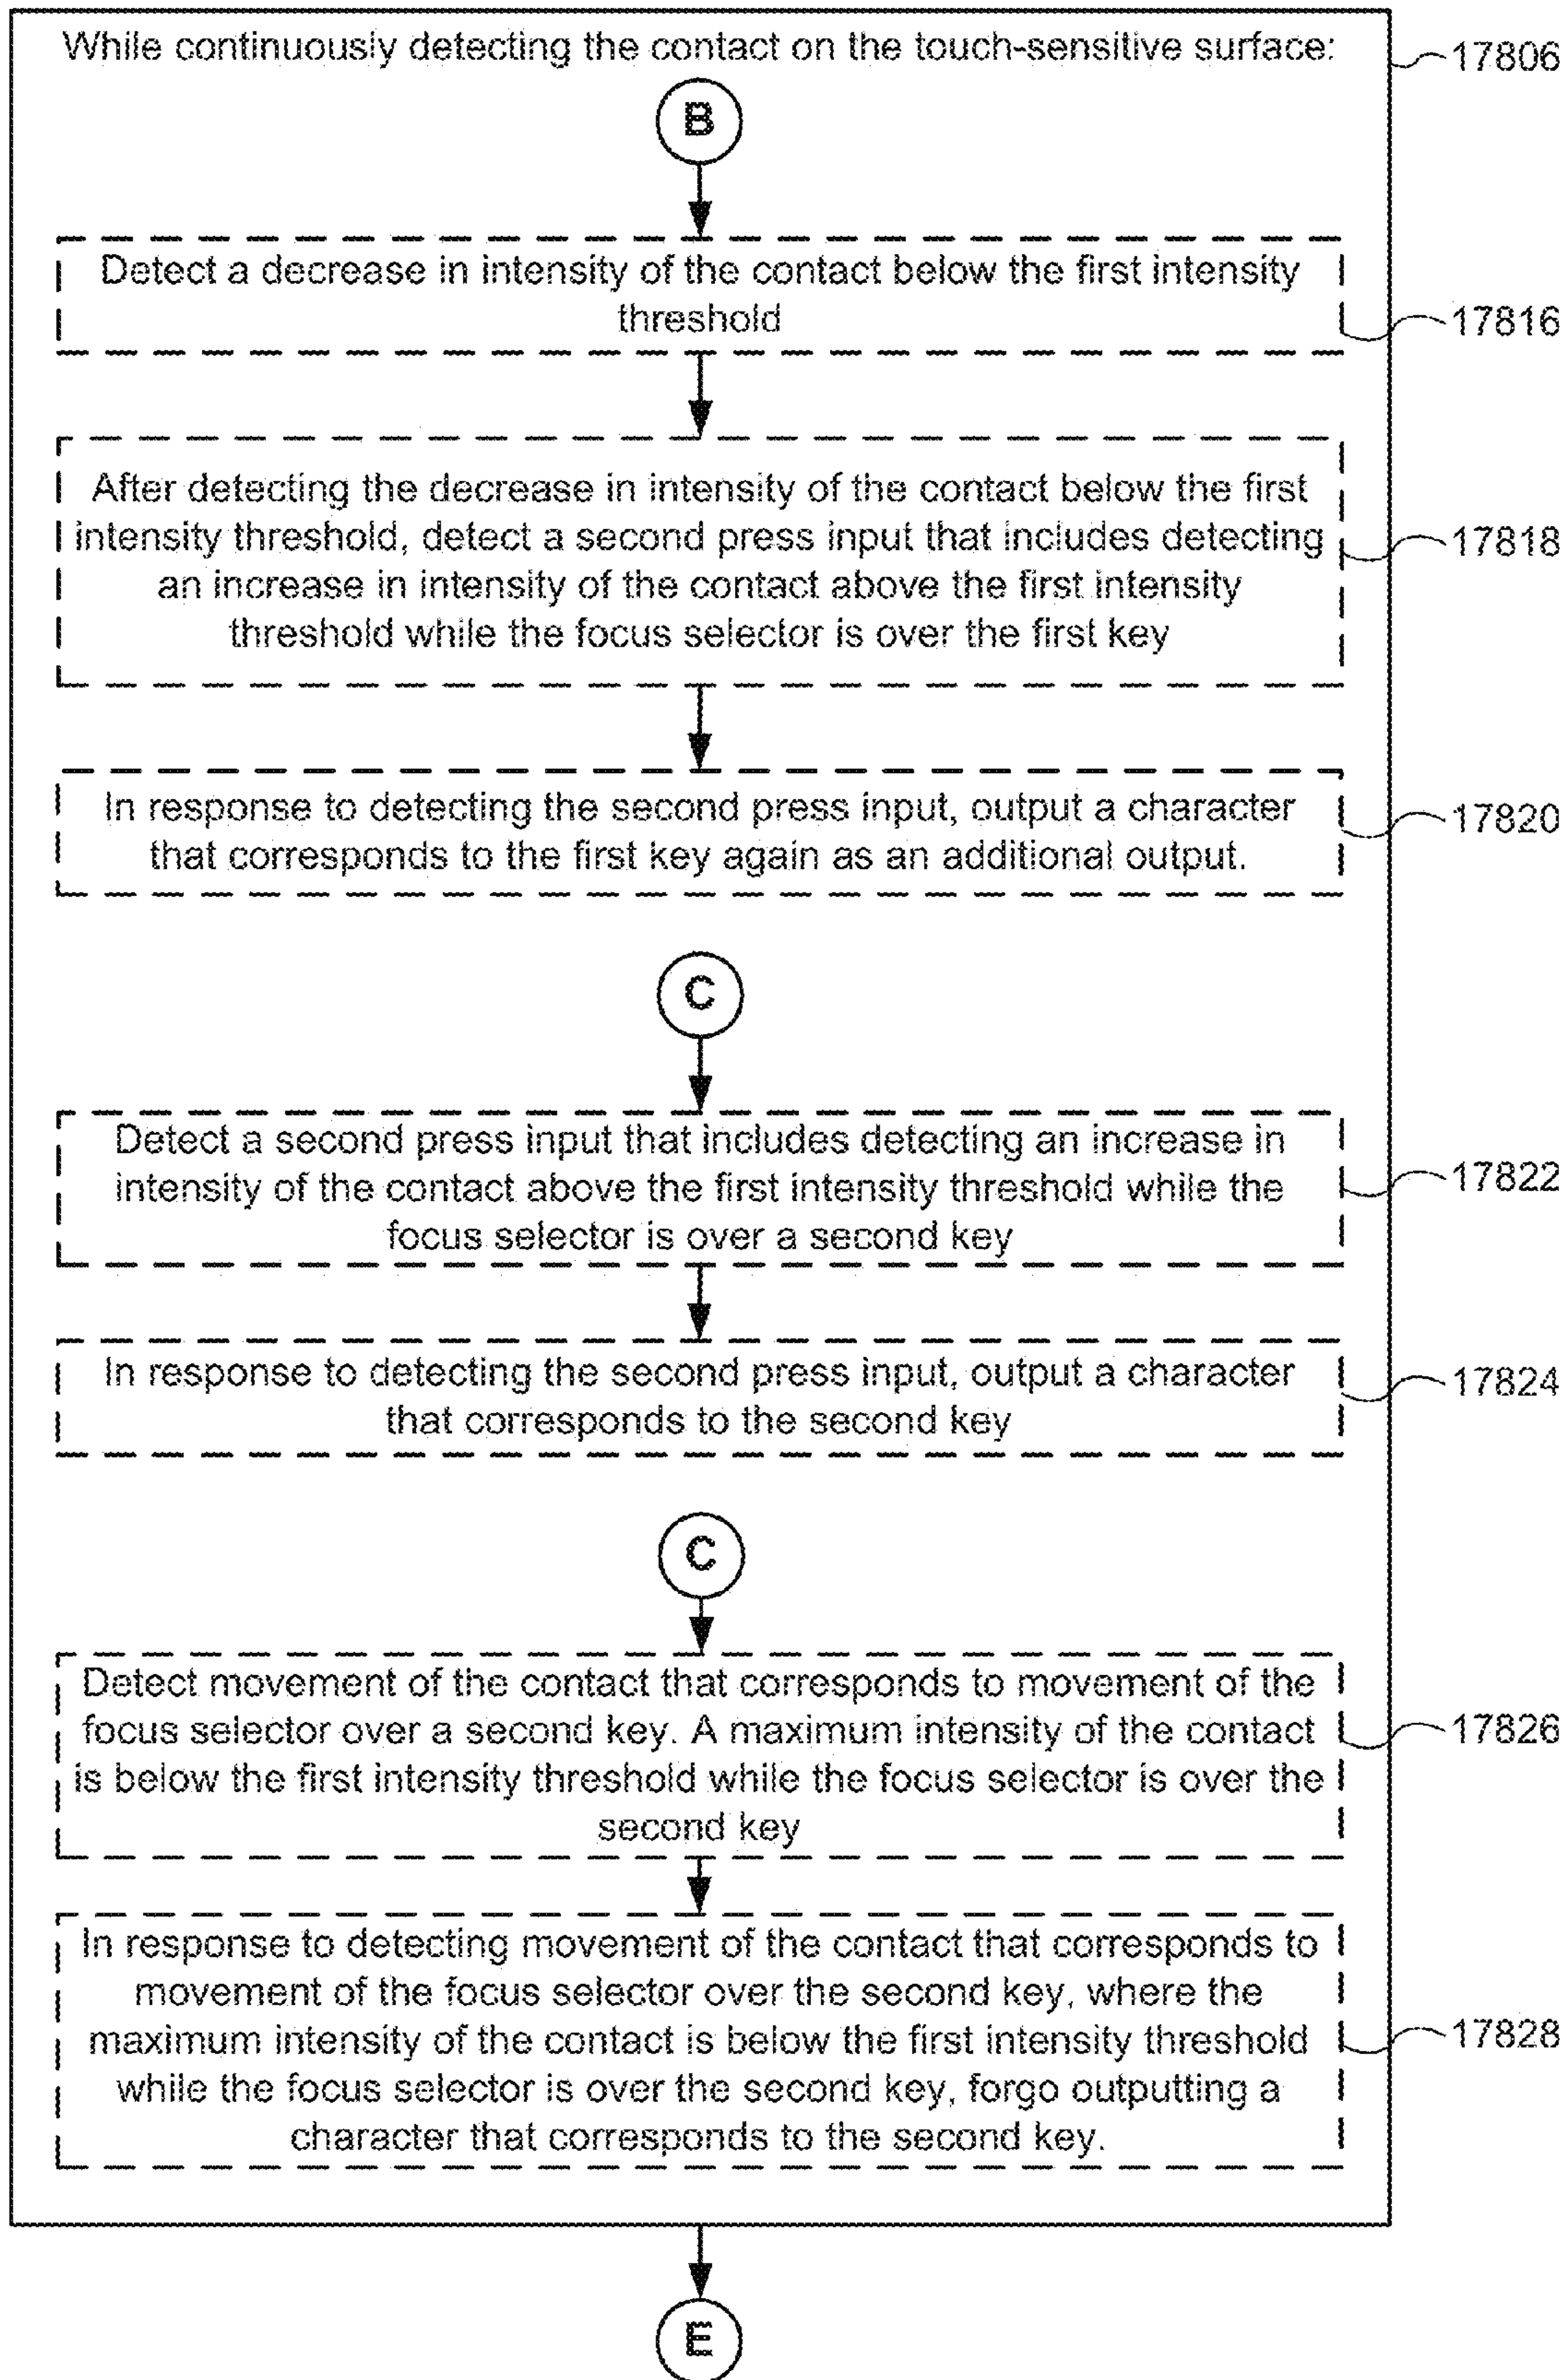 While continuously detecting the contact on the touch-sensitive surface:
17806
B
Detect a decrease in intensity of the contact below the first intensity
threshold
17816
After detecting the decrease in intensity of the contact below the first
intensity threshold, detect a second press input that includes detecting
an increase in intensity of the contact above the first intensity
threshold while the focus selector is over the first key
17818
In response to detecting the second press input, output a character
that corresponds to the first key again as an additional output.
17820
C
Detect a second press input that includes detecting an increase in
intensity of the contact above the first intensity threshold while the
focus selector is over a second key
17822
In response to detecting the second press input, output a character
that corresponds to the second key
17824
C
Detect movement of the contact that corresponds to movement of the
focus selector over a second key. A maximum intensity of the contact
is below the first intensity threshold while the focus selector is over the
second key
17826
In response to detecting movement of the contact that corresponds to
movement of the focus selector over the second key, where the
maximum intensity of the contact is below the first intensity threshold
while the focus selector is over the second key, forgo outputting a
character that corresponds to the second key.
17828
E